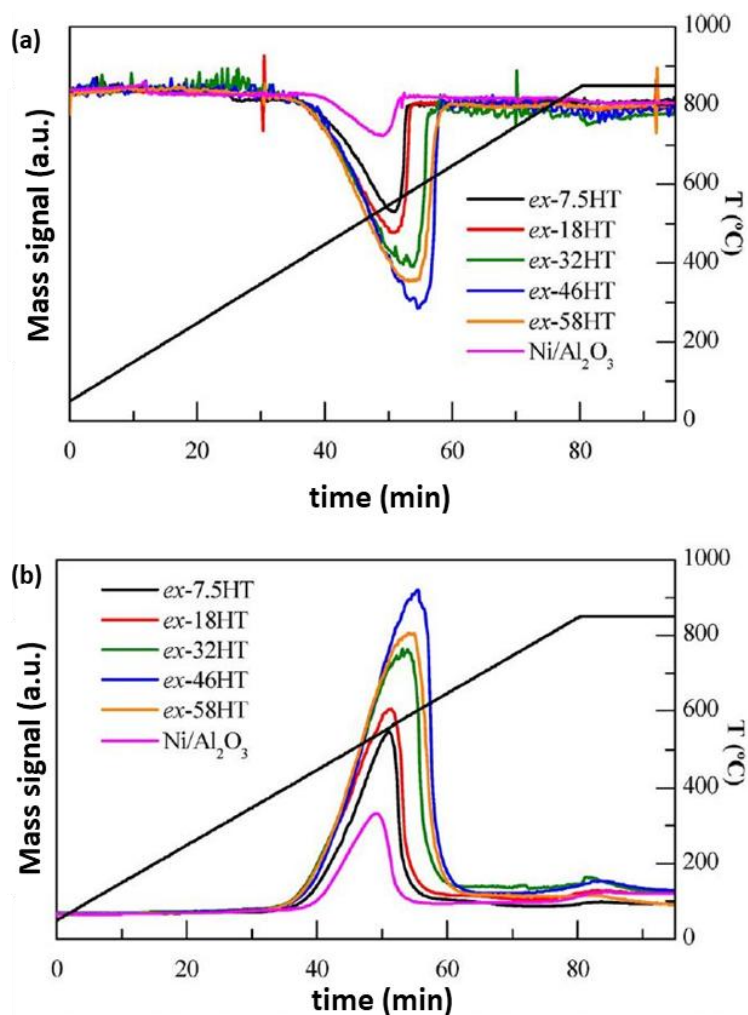 (a)
1000
800
600
400
200
0
T (°C)
Mass signal (a.u.)
ex-7.5HT
ex-18HT
ex-32HT
ex-46HT
ex-58HT
Ni/Al₂O₃
0 20 40 60 80
time (min)
(b)
1000
800
600
400
200
0
T (°C)
Mass signal (a.u.)
ex-7.5HT
ex-18HT
ex-32HT
ex-46HT
ex-58HT
Ni/Al₂O₃
0 20 40 60 80
time (min)